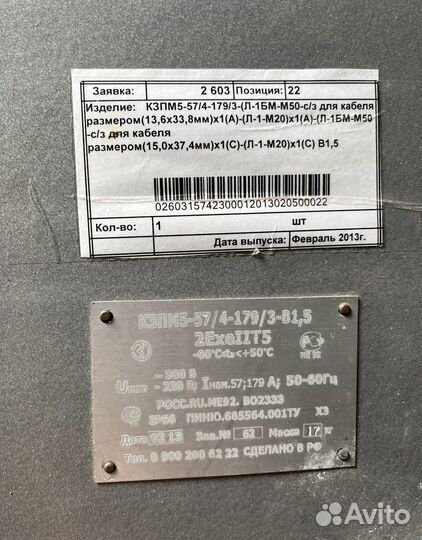 Заявка: 2 603 Позиция: 22
Изделие: КЗПМ5-57/4-179/3-(Л-1БМ-М50-с/з для кабеля
размером(13,6х33,8мм)х1(А)-(Л-1-М20)х1(А)-(Л-1БМ-М50
-с/з для кабеля
размером(15,0х37,4мм)х1(С)-(Л-1-М20)х1(С) В1,5
02603157423000120132050022
Кол-во: 1 шт
Дата выпуска: Февраль 2013г.
КЗПМ5-57/4-179/3-В1,5
2ExeIIT5
<+50°С
~ 380 В
~ 220 В; Iном.57;179 А; 50-60Гц
РОСС.RU.МЕ92. В02333
IP66 ПИНЮ.685564.001ТУ Х3
Дата 02 13 Зав.№ 62 Масса 17 кг
Тел. 8 800 200 62 22 СДЕЛАНО В РФ
Avito